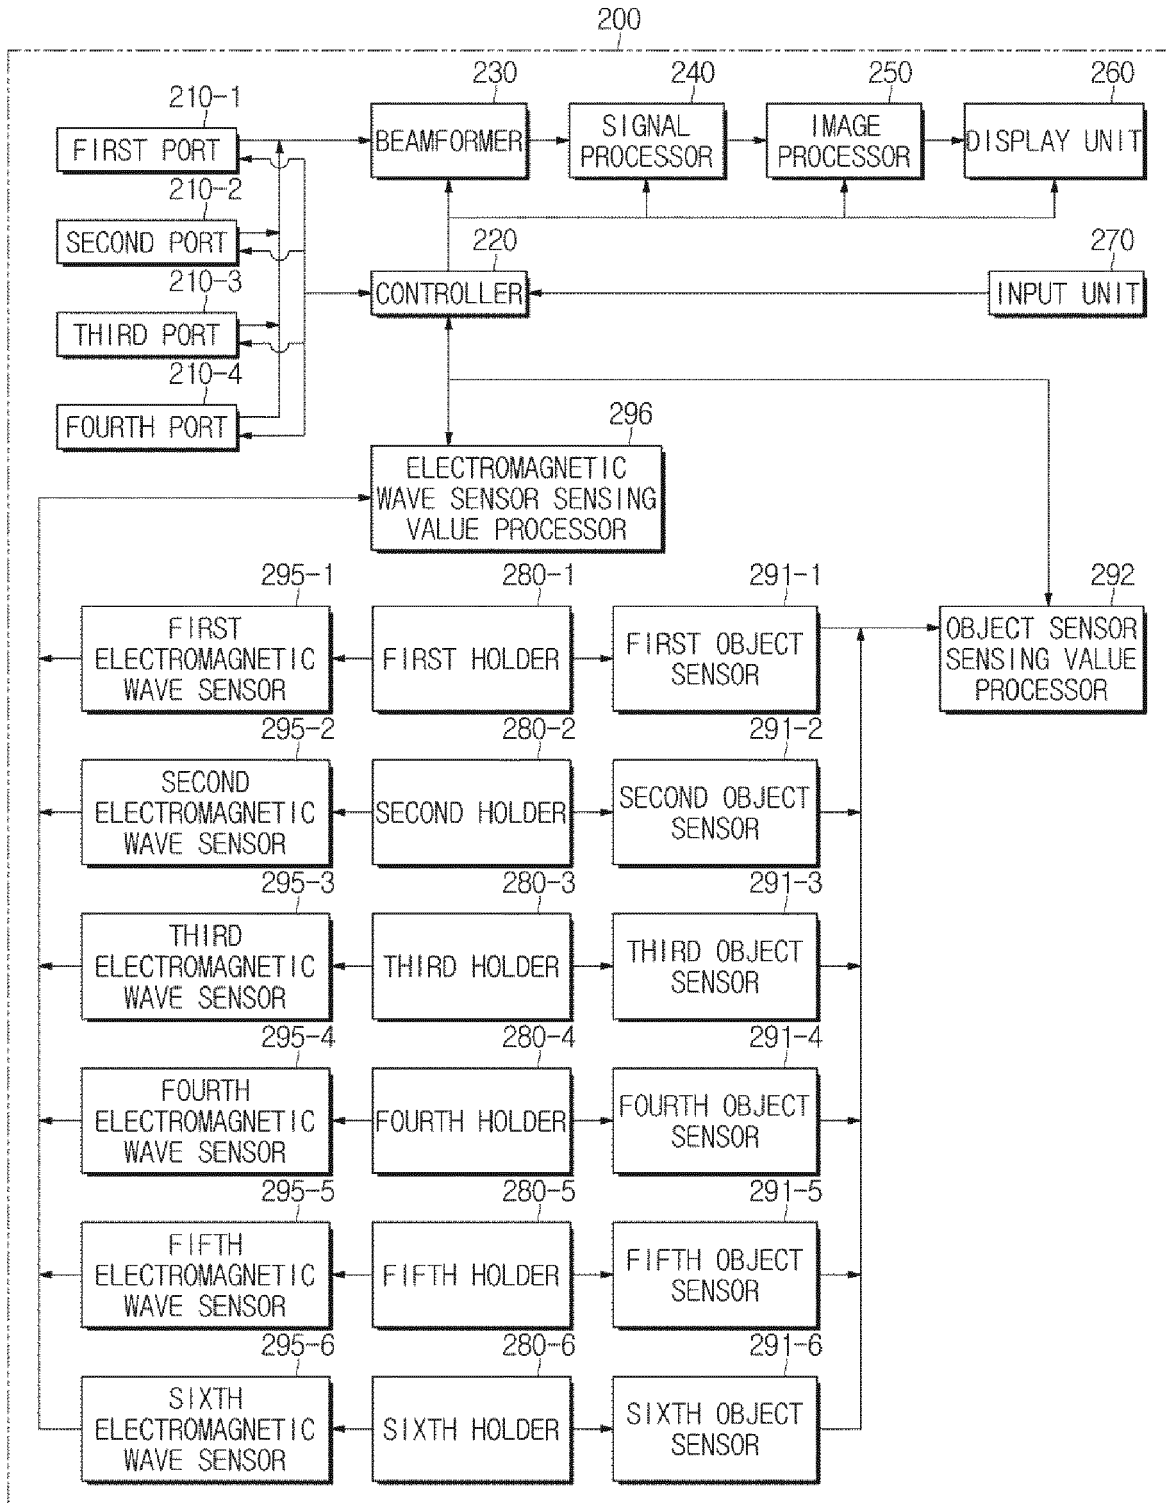 200
210-1
230
240
250
260
FIRST PORT
BEAMFORMER
SIGNAL
PROCESSOR
IMAGE
PROCESSOR
DISPLAY UNIT
210-2
SECOND PORT
220
270
210-3
CONTROLLER
INPUT UNIT
THIRD PORT
210-4
FOURTH PORT
296
ELECTROMAGNETIC
WAVE SENSOR SENSING
VALUE PROCESSOR
295-1
280-1
291-1
292
FIRST
ELECTROMAGNETIC
WAVE SENSOR
FIRST HOLDER
FIRST OBJECT
SENSOR
OBJECT SENSOR
SENSING VALUE
PROCESSOR
295-2
280-2
291-2
SECOND
ELECTROMAGNETIC
WAVE SENSOR
SECOND HOLDER
SECOND OBJECT
SENSOR
295-3
280-3
291-3
THIRD
ELECTROMAGNETIC
WAVE SENSOR
THIRD HOLDER
THIRD OBJECT
SENSOR
295-4
280-4
291-4
FOURTH
ELECTROMAGNETIC
WAVE SENSOR
FOURTH HOLDER
FOURTH OBJECT
SENSOR
295-5
280-5
291-5
FIFTH
ELECTROMAGNETIC
WAVE SENSOR
FIFTH HOLDER
FIFTH OBJECT
SENSOR
295-6
280-6
291-6
SIXTH
ELECTROMAGNETIC
WAVE SENSOR
SIXTH HOLDER
SIXTH OBJECT
SENSOR